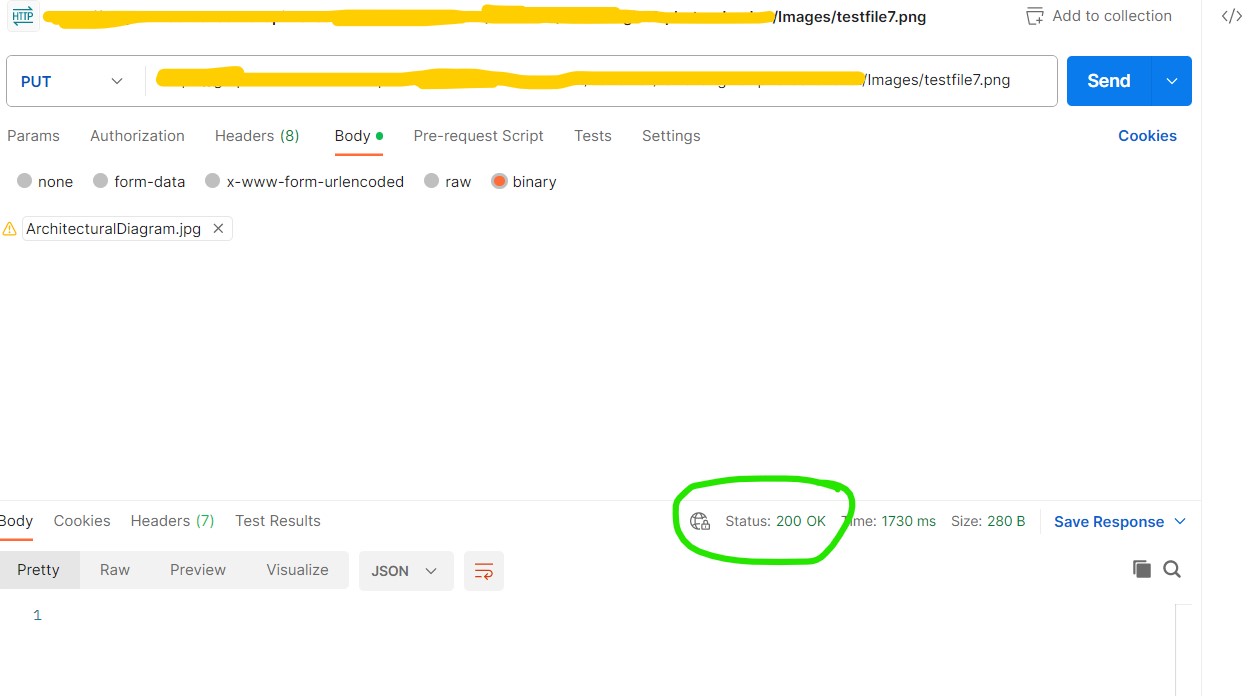 HTTP /Images/testfile7.png Add to collection </>
PUT /Images/testfile7.png Send
Params Authorization Headers (8) Body Pre-request Script Tests Settings Cookies
none form-data x-www-form-urlencoded raw binary
ArchitecturalDiagram.jpg
Body Cookies Headers (7) Test Results Status: 200 OK Time: 1730 ms Size: 280 B Save Response
Pretty Raw Preview Visualize JSON
1